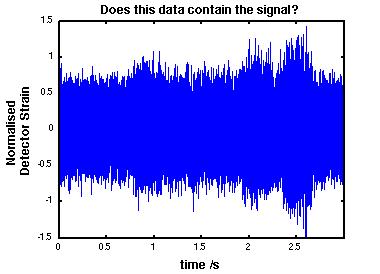 Does this data contain the signal?
1.5
1
0.5
0
-0.5
-1
-1.5
Normalised
Detector Strain
0 0.5 1 1.5 2 2.5
time /s